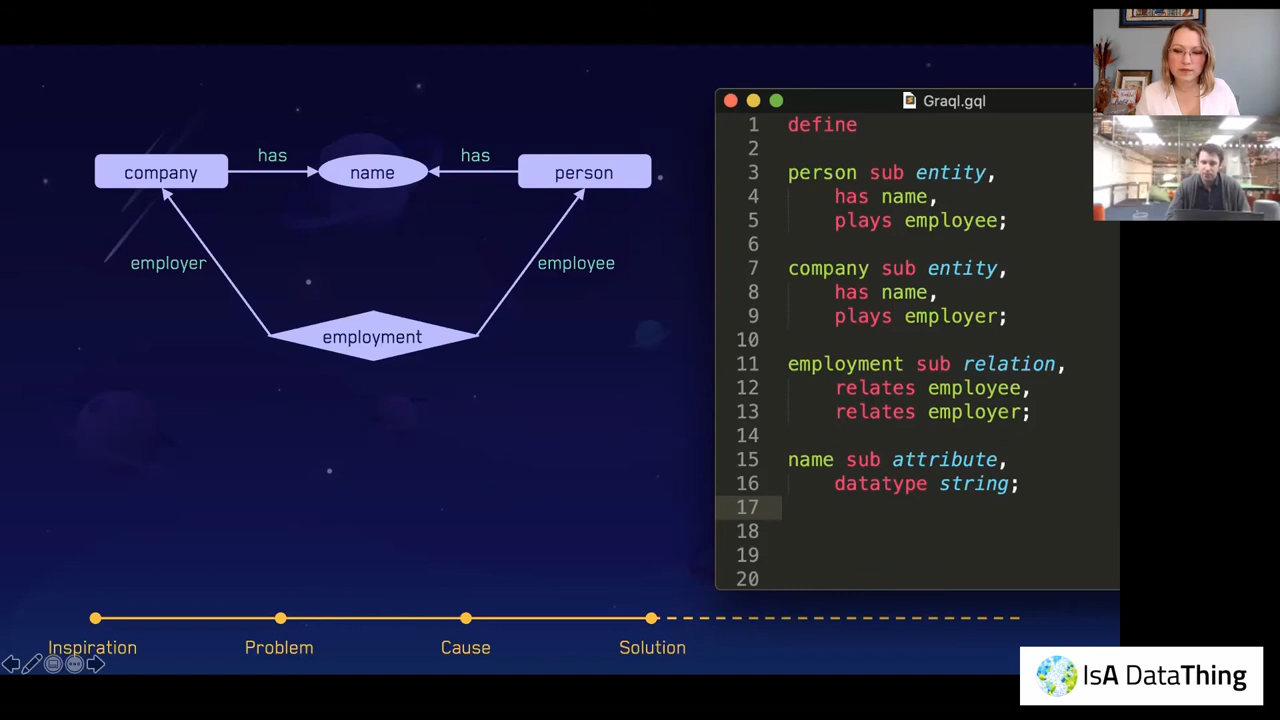 company
has
name
has
person
employer
employee
employment
Graql.gql
1 define
2
3 person sub entity,
4 has name,
5 plays employee;
6
7 company sub entity,
8 has name,
9 plays employer;
10
11 employment sub relation,
12 relates employee,
13 relates employer;
14
15 name sub attribute,
16 datatype string;
17
18
19
20
Inspiration
Problem
Cause
Solution
IsA DataThing